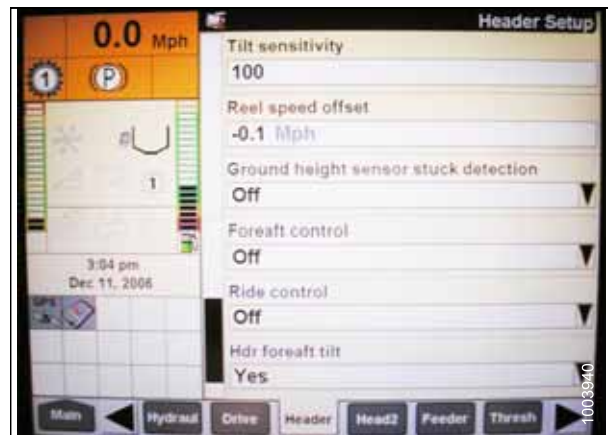 0.0 Mph
Header Setup
1
P
Tilt sensitivity
100
Reel speed offset
-0.1 Mph
Ground height sensor stuck detection
Off
1
Foreaft control
Off
3:04 pm
Dec 11, 2006
Ride control
Off
GPS
Hdr foreaft tilt
Yes
Main
Hydraul
Drive
Header
Head2
Feeder
Thresh
1003940